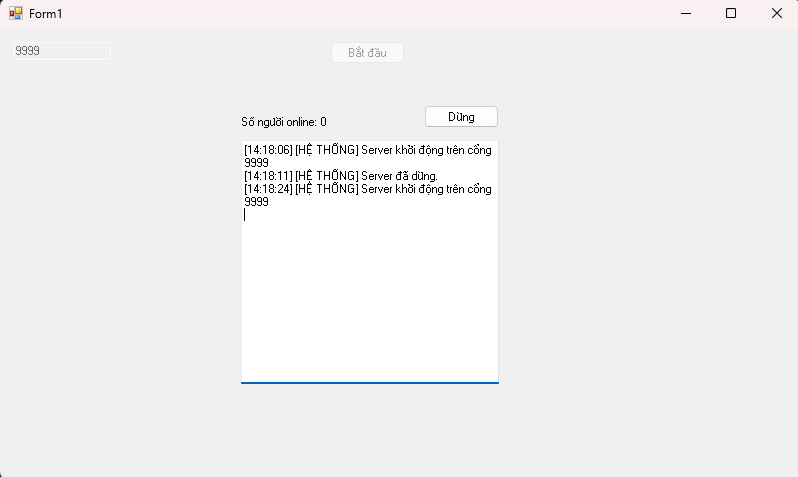 Form1
9999
Bắt đầu
Số người online: 0
Dừng
[14:18:06] [HỆ THỐNG] Server khởi động trên cổng
9999
[14:18:11] [HỆ THỐNG] Server đã dừng.
[14:18:24] [HỆ THỐNG] Server khởi động trên cổng
9999